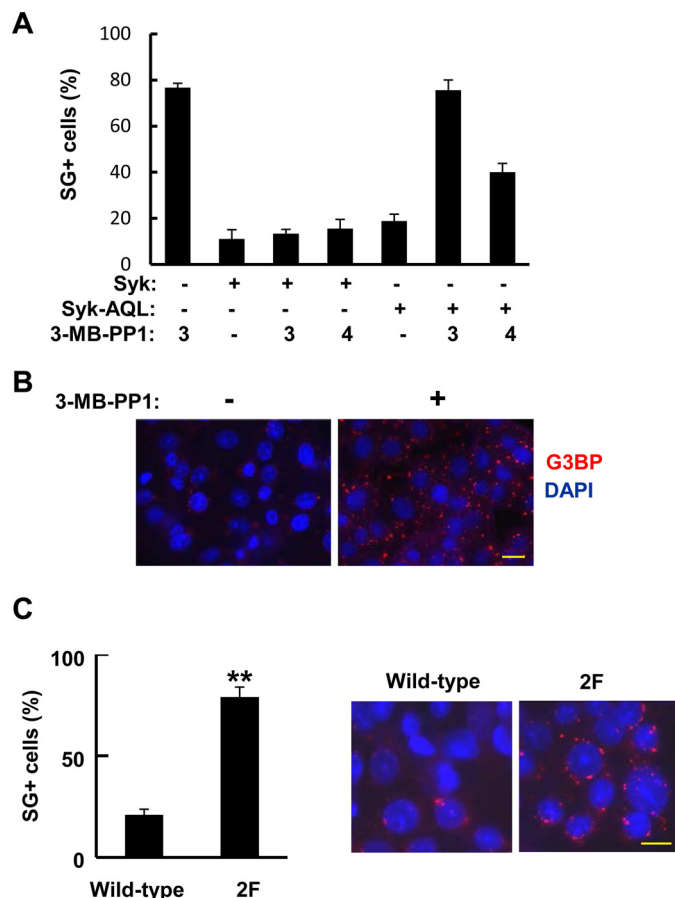 A
100
80
60
40
20
0
SG+ cells (%)
Syk: - + + + - - -
Syk-AQL: - - - - + + +
3-MB-PP1: 3 - 3 4 - 3 4
B
3-MB-PP1: - +
G3BP
DAPI
C
100
50
0
SG+ cells (%)
**
Wild-type 2F
Wild-type 2F